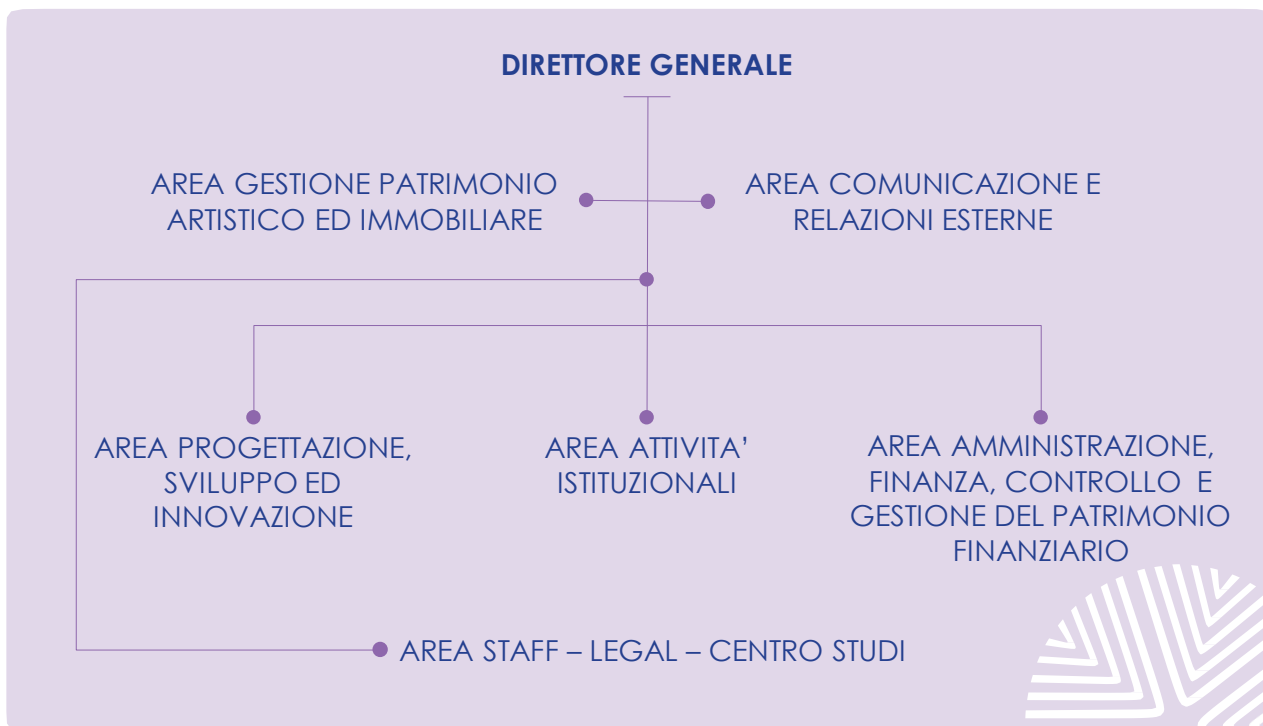 DIRETTORE GENERALE
AREA GESTIONE PATRIMONIO
ARTISTICO ED IMMOBILIARE
AREA COMUNICAZIONE E
RELAZIONI ESTERNE
AREA PROGETTAZIONE,
SVILUPPO ED
INNOVAZIONE
AREA ATTIVITA’
ISTITUZIONALI
AREA AMMINISTRAZIONE,
FINANZA, CONTROLLO E
GESTIONE DEL PATRIMONIO
FINANZIARIO
AREA STAFF – LEGAL – CENTRO STUDI